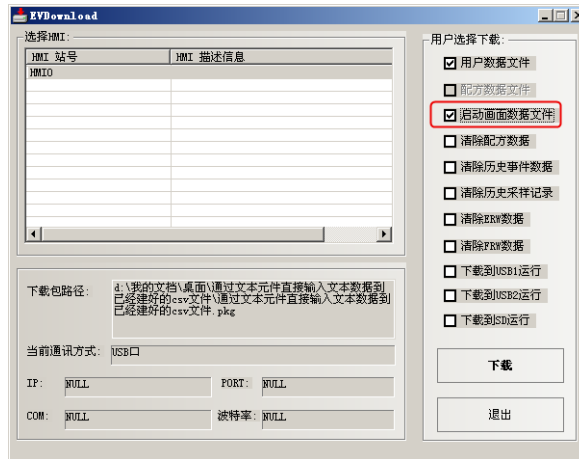 EVDownload
选择HMI:
HMI 站号 HMI 描述信息
HMI0
下载包路径: d:\我的文档\桌面\通过文本元件直接输入文本数据到
已经建好的csv文件\通过文本元件直接输入文本数据到
已经建好的csv文件.pkg
当前通讯方式: USB口
IP: NULL PORT: NULL
COM: NULL 波特率: NULL
用户选择下载:
用户数据文件
配方数据文件
启动画面数据文件
清除配方数据
清除历史事件数据
清除历史采样记录
清除ERW数据
清除FRW数据
下载到USB1运行
下载到USB2运行
下载到SD运行
下载
退出